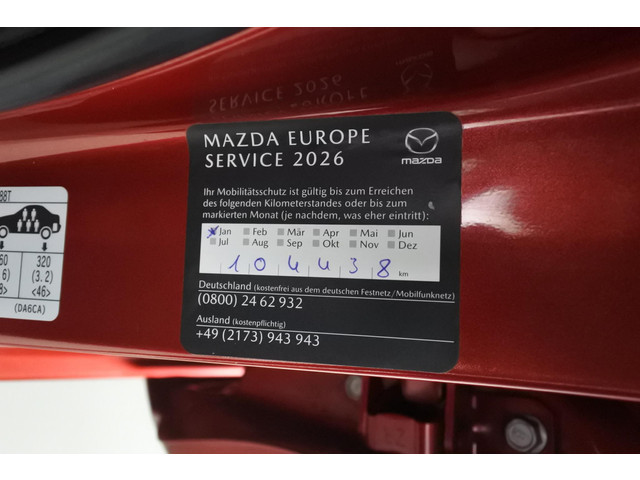 MAZDA EUROPE
SERVICE 2026
mazda
Ihr Mobilitätsschutz ist gültig bis zum Erreichen
des folgenden Kilometerstandes oder bis zum
markierten Monat (je nachdem, was eher eintritt):
Jan Feb Mär Apr Mai Jun
Jul Aug Sep Okt Nov Dez
104438 km
Deutschland (kostenfrei aus dem deutschen Festnetz/Mobilfunknetz)
(0800) 24 62 932
Ausland (kostenpflichtig)
+49 (2173) 943 943
88T
320
(3.2)
<46>
(DA6CA)